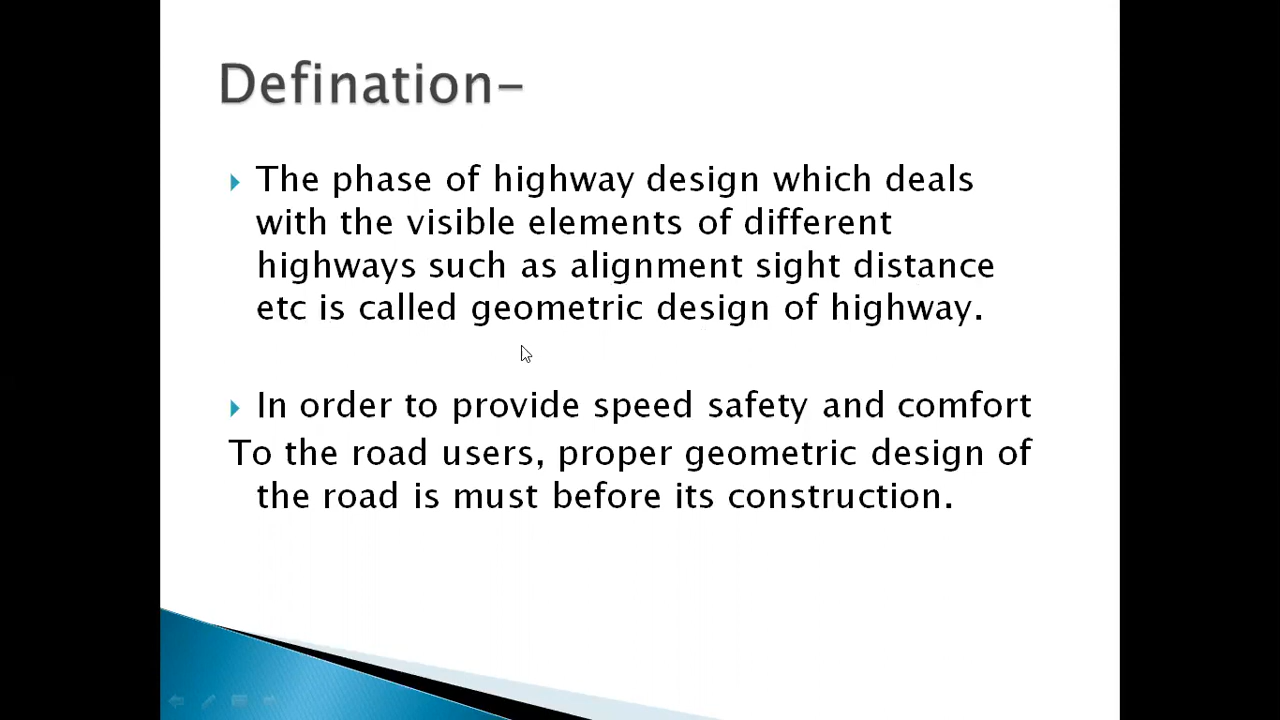 Defination-
The phase of highway design which deals
with the visible elements of different
highways such as alignment sight distance
etc is called geometric design of highway.
In order to provide speed safety and comfort
To the road users, proper geometric design of
the road is must before its construction.